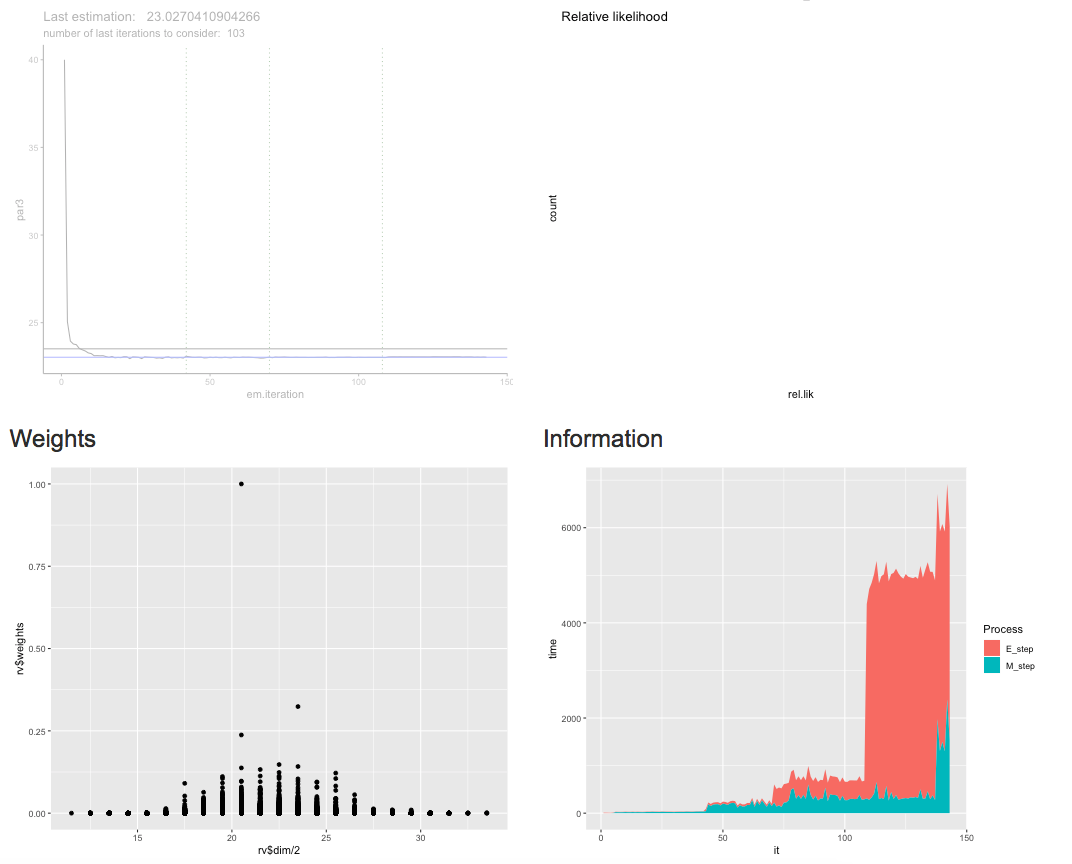 Last estimation: 23.0270410904266
number of last iterations to consider: 103
40
35
30
25
par3
0 50 100 150
em.iteration
Relative likelihood
count
rel.lik
Weights
1.00
0.75
0.50
0.25
0.00
rv$weights
15 20 25 30
rv$dim/2
Information
6000
4000
2000
0
time
0 50 100 150
it
Process
E_step
M_step